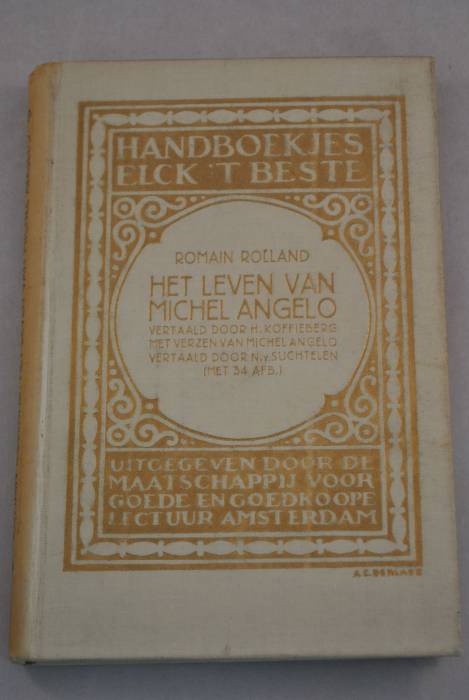 HANDBOEKJES
ELCK 'T BESTE
ROMAIN ROLLAND
HET LEVEN VAN
MICHEL ANGELO
VERTAALD DOOR H. KOFFIEBERG
MET VERZEN VAN MICHEL ANGELO
VERTAALD DOOR N.V. SUCHTELEN
(MET 34 AFB.)
UITGEGEVEN DOOR DE
MAATSCHAPPIJ VOOR
GOEDE EN GOEDKOOPE
LECTUUR AMSTERDAM